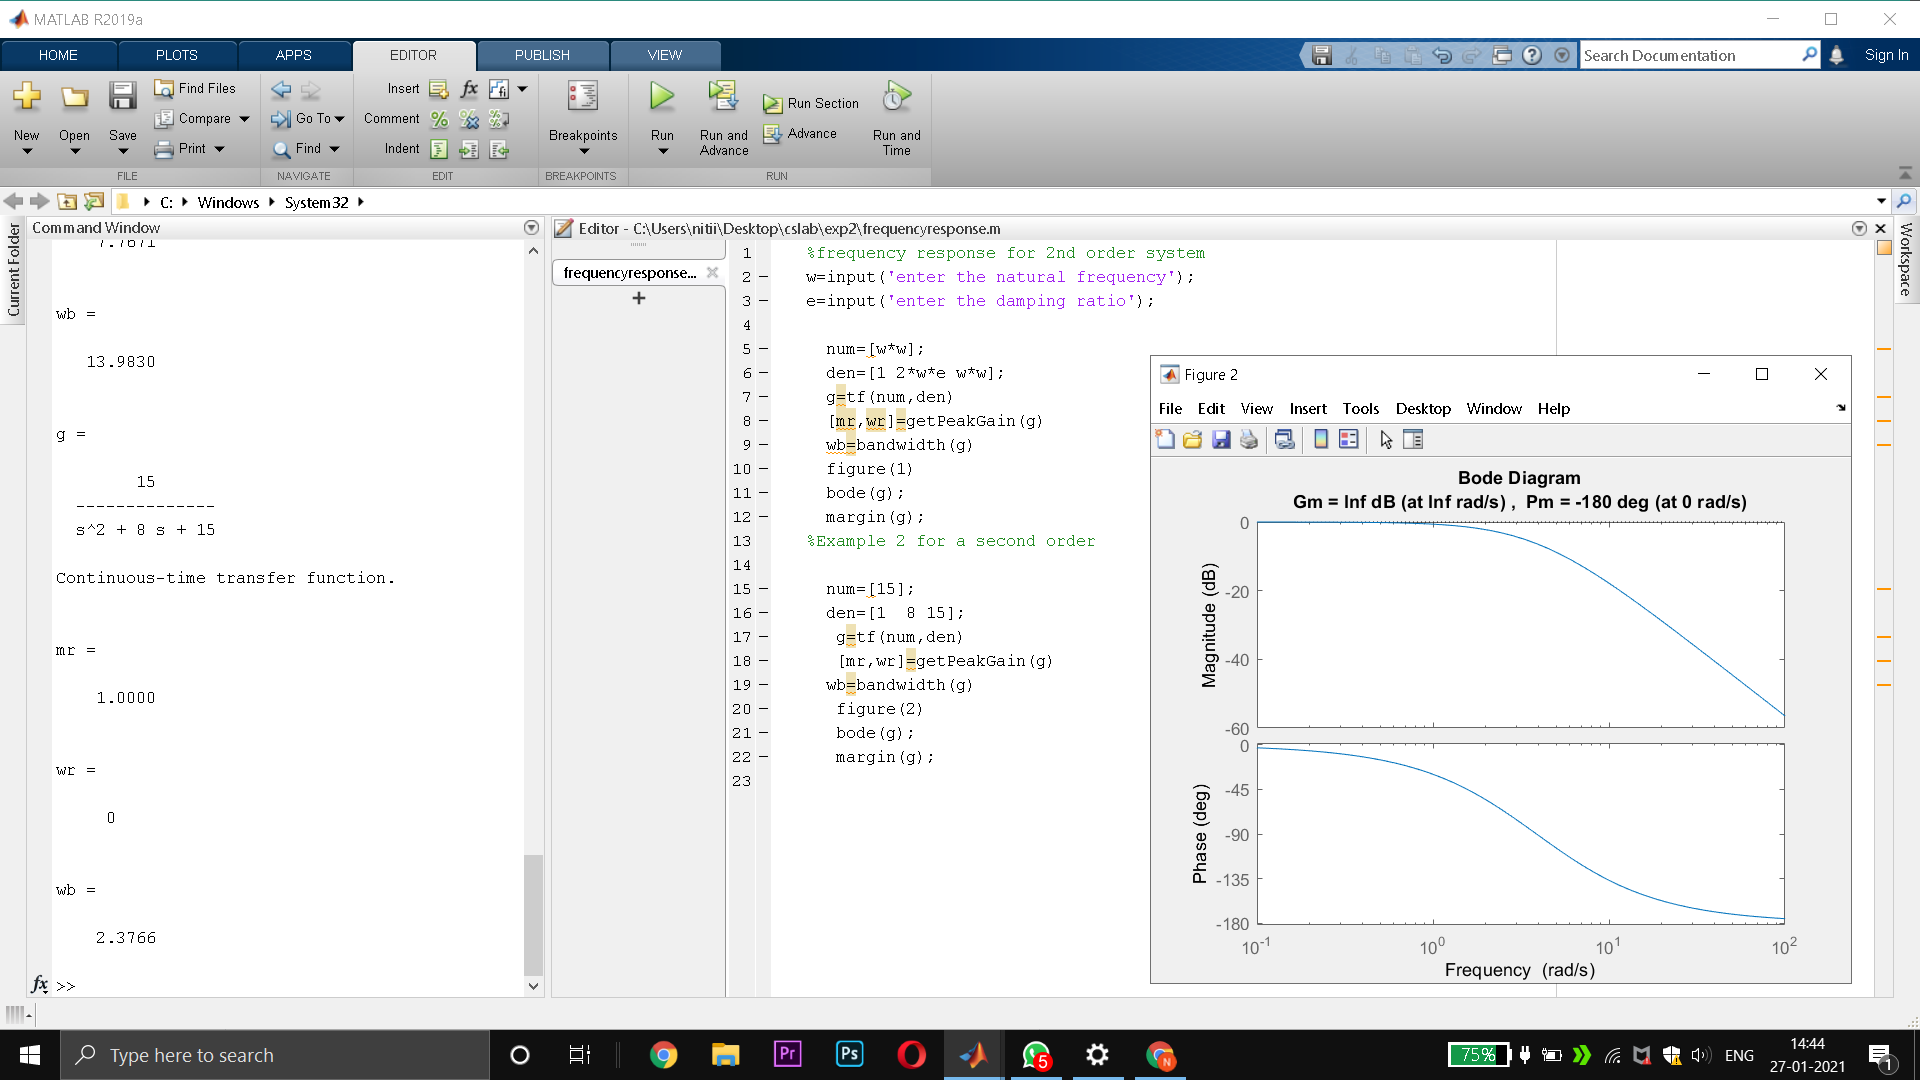 MATLAB R2019a
HOME PLOTS APPS EDITOR PUBLISH VIEW Search Documentation Sign In
New Open Save Find Files Compare Print
FILE
Go To Find
NAVIGATE
Insert fx
Comment
Indent
EDIT
Breakpoints
BREAKPOINTS
Run Run and Advance Run Section Advance Run and Time
RUN
C: Windows System32
Current Folder
Command Window
7.7671
wb =
13.9830
g =
15
--------------
s^2 + 8 s + 15
Continuous-time transfer function.
mr =
1.0000
wr =
0
wb =
2.3766
fx >>
Editor - C:\Users\nitii\Desktop\cslab\exp2\frequencyresponse.m
Workspace
frequencyresponse...
+
1 %frequency response for 2nd order system
2 – w=input('enter the natural frequency');
3 – e=input('enter the damping ratio');
4
5 – num=[w*w];
6 – den=[1 2*w*e w*w];
7 – g=tf(num,den)
8 – [mr,wr]=getPeakGain(g)
9 – wb=bandwidth(g)
10 – figure(1)
11 – bode(g);
12 – margin(g);
13 %Example 2 for a second order
14
15 – num=[15];
16 – den=[1 8 15];
17 – g=tf(num,den)
18 – [mr,wr]=getPeakGain(g)
19 – wb=bandwidth(g)
20 – figure(2)
21 – bode(g);
22 – margin(g);
23
Figure 2
File Edit View Insert Tools Desktop Window Help
Bode Diagram
Gm = Inf dB (at Inf rad/s) , Pm = -180 deg (at 0 rad/s)
Magnitude (dB)
0
-20
-40
-60
Phase (deg)
0
-45
-90
-135
-180
10^-1 10^0 10^1 10^2
Frequency (rad/s)
Type here to search
Pr Ps 5 N
75% ENG
14:44
27-01-2021
1